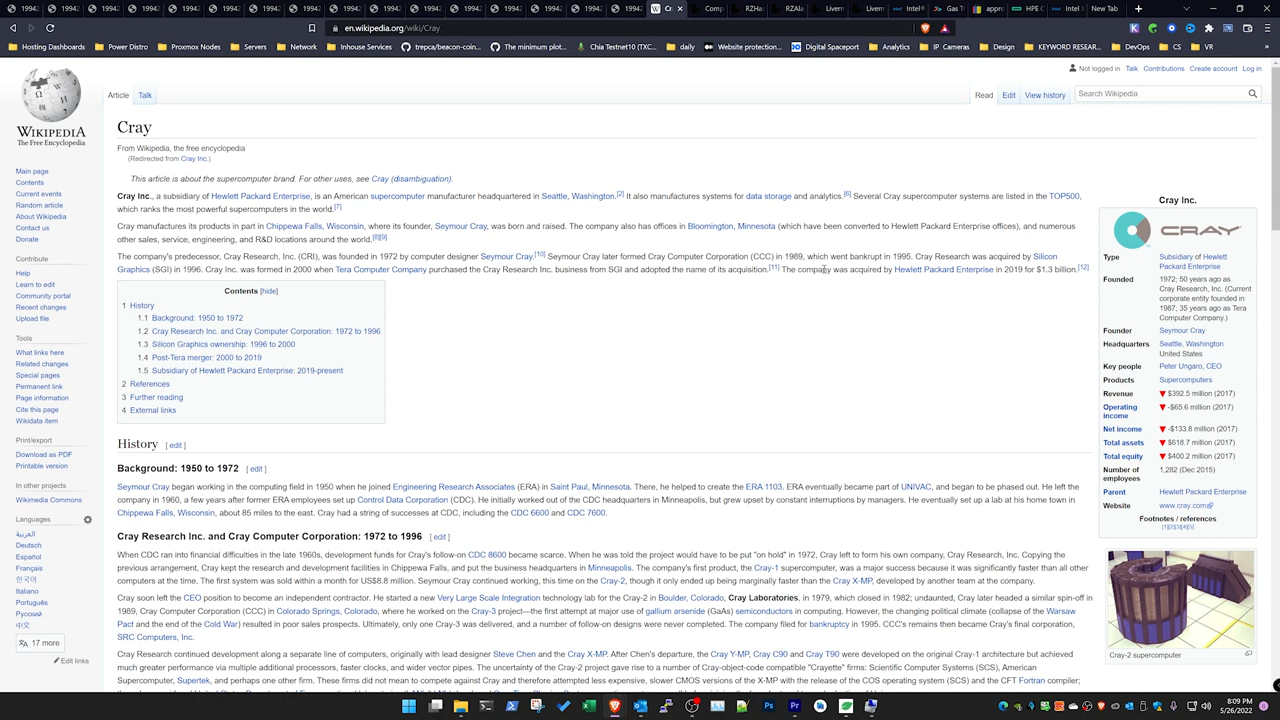 W Cr
Intel
Intel
New Tab
en.wikipedia.org/wiki/Cray
Hosting Dashboards
Power Distro
Proxmox Nodes
Servers
Network
Inhouse Services
trepca/beacon-coin...
The minimum plot...
Chia Testnet10 (TXC...
daily
Website protection...
Digital Spaceport
Analytics
IP Cameras
Design
KEYWORD RESEAR...
DevOps
CS
VR
Not logged in Talk Contributions Create account Log in
Article Talk
Read Edit View history
Search Wikipedia
WIKIPEDIA
The Free Encyclopedia
Main page
Contents
Current events
Random article
About Wikipedia
Contact us
Donate
Contribute
Help
Learn to edit
Community portal
Recent changes
Upload file
Tools
What links here
Related changes
Special pages
Permanent link
Page information
Cite this page
Wikidata item
Print/export
Download as PDF
Printable version
In other projects
Wikimedia Commons
Languages
العربية
Deutsch
Español
Français
한국어
Italiano
Português
Русский
中文
17 more
Edit links
Cray
From Wikipedia, the free encyclopedia
(Redirected from Cray Inc.)
This article is about the supercomputer brand. For other uses, see Cray (disambiguation).
Cray Inc., a subsidiary of Hewlett Packard Enterprise, is an American supercomputer manufacturer headquartered in Seattle, Washington.[2] It also manufactures systems for data storage and analytics.[6] Several Cray supercomputer systems are listed in the TOP500,
which ranks the most powerful supercomputers in the world.[7]
Cray manufactures its products in part in Chippewa Falls, Wisconsin, where its founder, Seymour Cray, was born and raised. The company also has offices in Bloomington, Minnesota (which have been converted to Hewlett Packard Enterprise offices), and numerous
other sales, service, engineering, and R&D locations around the world.[8][9]
The company's predecessor, Cray Research, Inc. (CRI), was founded in 1972 by computer designer Seymour Cray.[10] Seymour Cray later formed Cray Computer Corporation (CCC) in 1989, which went bankrupt in 1995. Cray Research was acquired by Silicon
Graphics (SGI) in 1996. Cray Inc. was formed in 2000 when Tera Computer Company purchased the Cray Research Inc. business from SGI and adopted the name of its acquisition.[11] The company was acquired by Hewlett Packard Enterprise in 2019 for $1.3 billion.[12]
Contents [hide]
1 History
1.1 Background: 1950 to 1972
1.2 Cray Research Inc. and Cray Computer Corporation: 1972 to 1996
1.3 Silicon Graphics ownership: 1996 to 2000
1.4 Post-Tera merger: 2000 to 2019
1.5 Subsidiary of Hewlett Packard Enterprise: 2019-present
2 References
3 Further reading
4 External links
History [ edit ]
Background: 1950 to 1972 [ edit ]
Seymour Cray began working in the computing field in 1950 when he joined Engineering Research Associates (ERA) in Saint Paul, Minnesota. There, he helped to create the ERA 1103. ERA eventually became part of UNIVAC, and began to be phased out. He left the
company in 1960, a few years after former ERA employees set up Control Data Corporation (CDC). He initially worked out of the CDC headquarters in Minneapolis, but grew upset by constant interruptions by managers. He eventually set up a lab at his home town in
Chippewa Falls, Wisconsin, about 85 miles to the east. Cray had a string of successes at CDC, including the CDC 6600 and CDC 7600.
Cray Research Inc. and Cray Computer Corporation: 1972 to 1996 [ edit ]
When CDC ran into financial difficulties in the late 1960s, development funds for Cray's follow-on CDC 8600 became scarce. When he was told the project would have to be put "on hold" in 1972, Cray left to form his own company, Cray Research, Inc. Copying the
previous arrangement, Cray kept the research and development facilities in Chippewa Falls, and put the business headquarters in Minneapolis. The company's first product, the Cray-1 supercomputer, was a major success because it was significantly faster than all other
computers at the time. The first system was sold within a month for US$8.8 million. Seymour Cray continued working, this time on the Cray-2, though it only ended up being marginally faster than the Cray X-MP, developed by another team at the company.
Cray soon left the CEO position to become an independent contractor. He started a new Very Large Scale Integration technology lab for the Cray-2 in Boulder, Colorado, Cray Laboratories, in 1979, which closed in 1982; undaunted, Cray later headed a similar spin-off in
1989, Cray Computer Corporation (CCC) in Colorado Springs, Colorado, where he worked on the Cray-3 project—the first attempt at major use of gallium arsenide (GaAs) semiconductors in computing. However, the changing political climate (collapse of the Warsaw
Pact and the end of the Cold War) resulted in poor sales prospects. Ultimately, only one Cray-3 was delivered, and a number of follow-on designs were never completed. The company filed for bankruptcy in 1995. CCC's remains then became Cray's final corporation,
SRC Computers, Inc.
Cray Research continued development along a separate line of computers, originally with lead designer Steve Chen and the Cray X-MP. After Chen's departure, the Cray Y-MP, Cray C90 and Cray T90 were developed on the original Cray-1 architecture but achieved
much greater performance via multiple additional processors, faster clocks, and wider vector pipes. The uncertainty of the Cray-2 project gave rise to a number of Cray-object-code compatible "Crayette" firms: Scientific Computer Systems (SCS), American
Supercomputer, Supertek, and perhaps one other firm. These firms did not mean to compete against Cray and therefore attempted less expensive, slower CMOS versions of the X-MP with the release of the COS operating system (SCS) and the CFT Fortran compiler;
Cray Inc.
CRAY
Type Subsidiary of Hewlett
Packard Enterprise
Founded 1972; 50 years ago as
Cray Research, Inc. (Current
corporate entity founded in
1987; 35 years ago as Tera
Computer Company.)
Founder Seymour Cray
Headquarters Seattle, Washington
United States
Key people Peter Ungaro, CEO
Products Supercomputers
Revenue ▼ $392.5 million (2017)
Operating income ▼ -$65.6 million (2017)
Net income ▼ -$133.8 million (2017)
Total assets ▼ $618.7 million (2017)
Total equity ▼ $400.2 million (2017)
Number of employees 1,282 (Dec 2015)
Parent Hewlett Packard Enterprise
Website www.cray.com
Footnotes / references
[1][2][3][4][5]
Cray-2 supercomputer
8:09 PM
5/26/2022